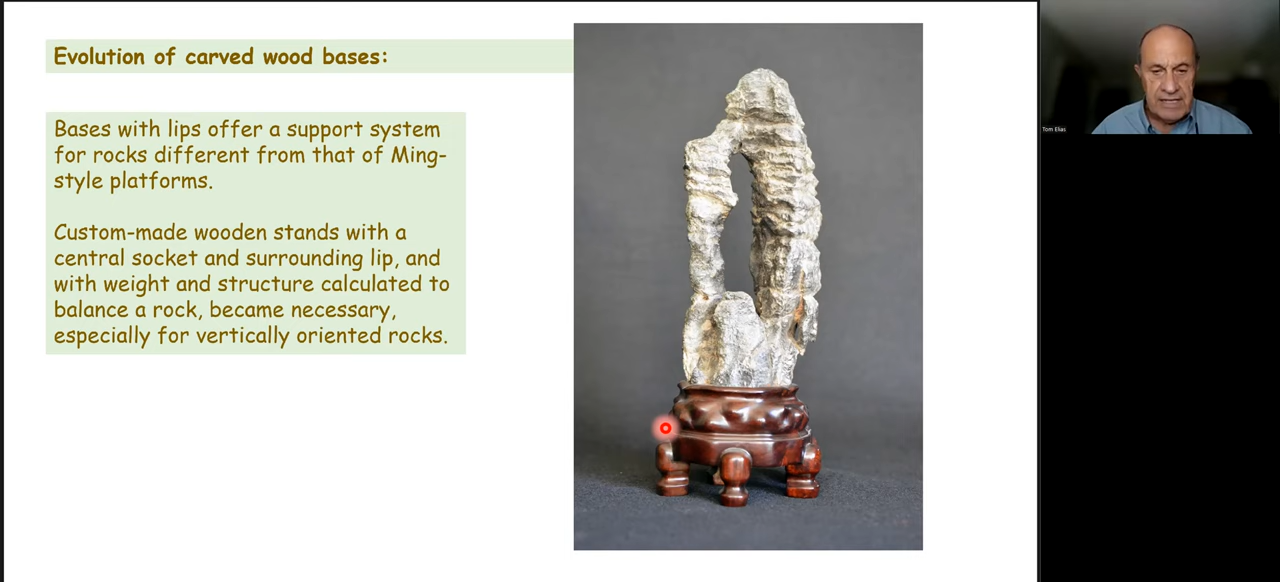 Evolution of carved wood bases:
Bases with lips offer a support system
for rocks different from that of Ming-
style platforms.
Custom-made wooden stands with a
central socket and surrounding lip, and
with weight and structure calculated to
balance a rock, became necessary,
especially for vertically oriented rocks.
Tom Elias